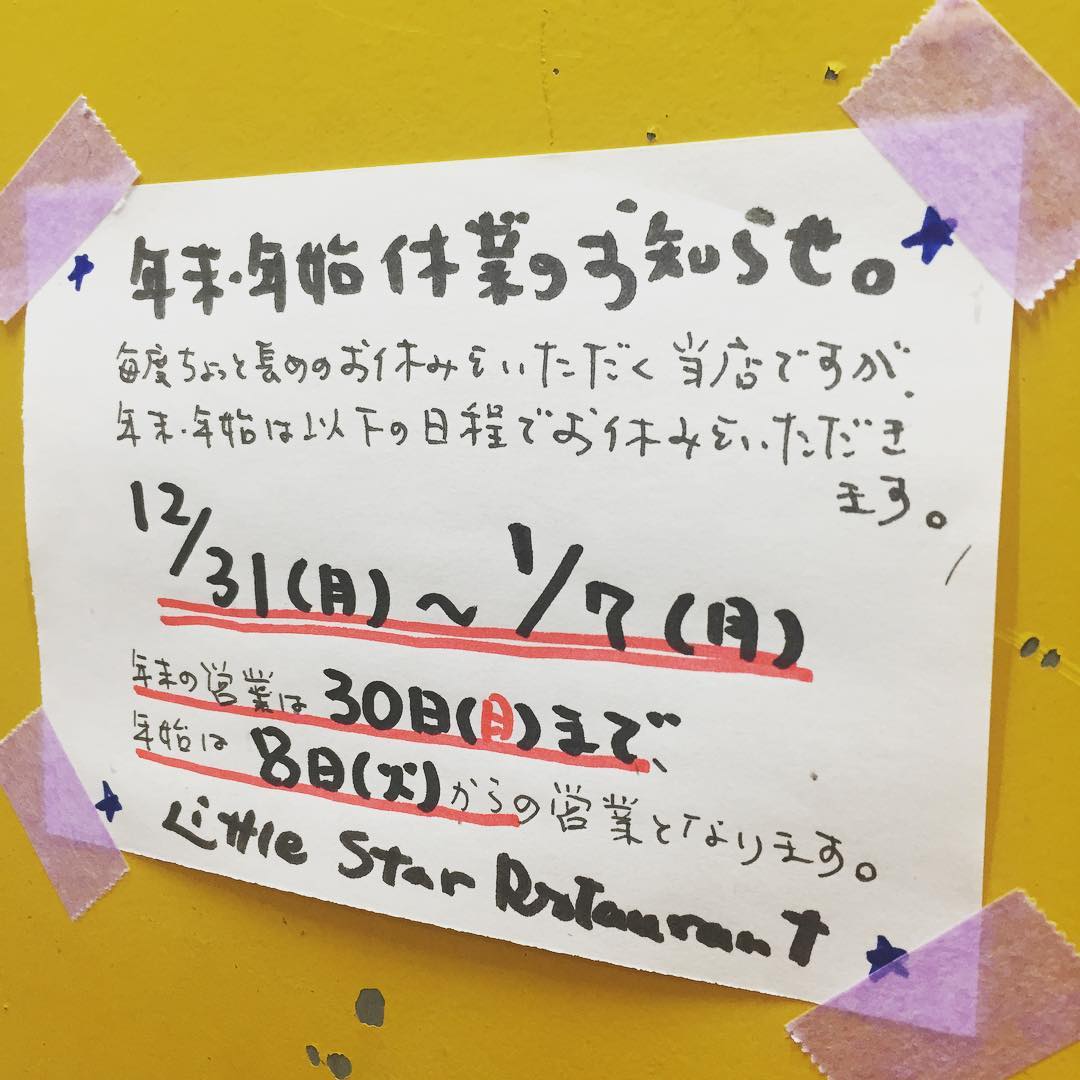 年末・年始休業のお知らせ。
毎度ちょっと長めのお休みをいただく当店ですが、
年末・年始は以下の日程でお休みをいただき
ます。
12/31(月)〜1/7(月)
年末の営業は30日(日)まで、
年始は8日(火)からの営業となります。
Little Star Restaurant